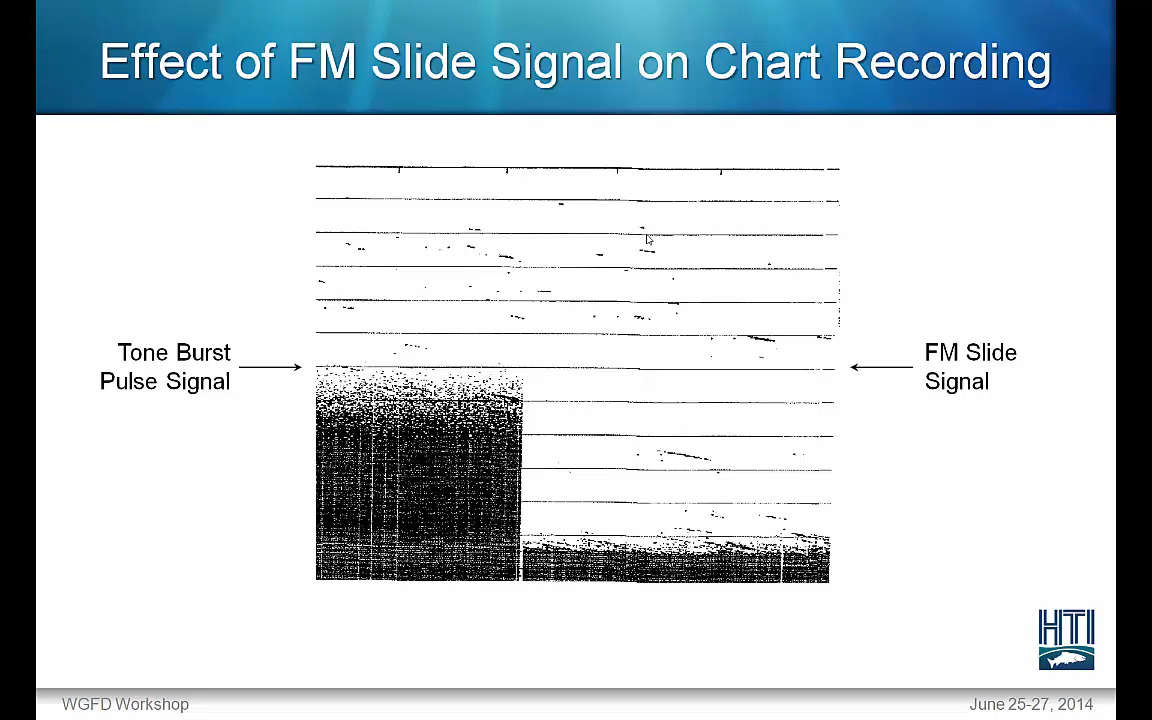 Effect of FM Slide Signal on Chart Recording
Tone Burst
Pulse Signal
FM Slide
Signal
HTI
WGFD Workshop
June 25-27, 2014